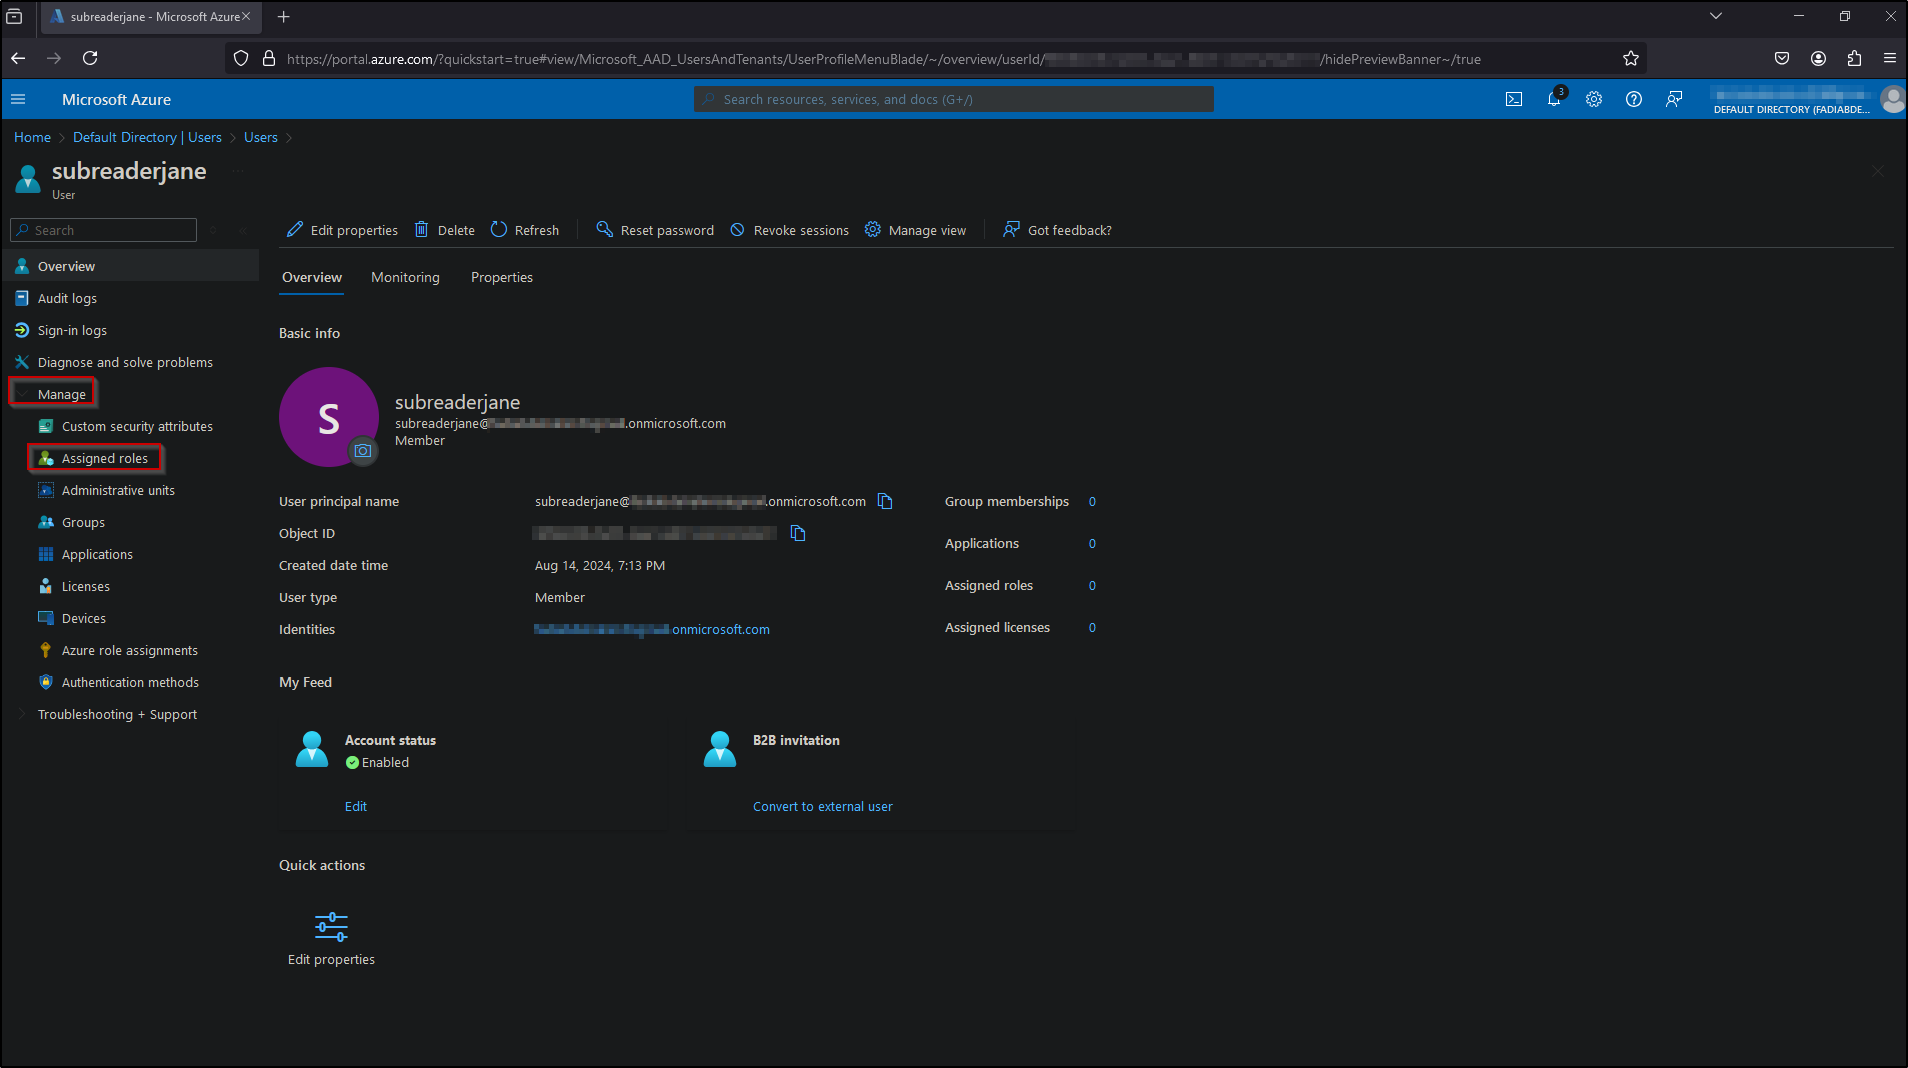 subreaderjane - Microsoft Azure
https://portal.azure.com/?quickstart=true#view/Microsoft_AAD_UsersAndTenants/UserProfileMenuBlade/~/overview/userId/ /hidePreviewBanner~/true
Microsoft Azure
Search resources, services, and docs (G+/)
3
DEFAULT DIRECTORY (FADIABDE...
Home > Default Directory | Users > Users >
subreaderjane
User
Search
Edit properties
Delete
Refresh
Reset password
Revoke sessions
Manage view
Got feedback?
Overview
Audit logs
Sign-in logs
Diagnose and solve problems
Manage
Custom security attributes
Assigned roles
Administrative units
Groups
Applications
Licenses
Devices
Azure role assignments
Authentication methods
Troubleshooting + Support
Overview
Monitoring
Properties
Basic info
S
subreaderjane
subreaderjane@ .onmicrosoft.com
Member
User principal name
subreaderjane@ .onmicrosoft.com
Object ID
Created date time
Aug 14, 2024, 7:13 PM
User type
Member
Identities
onmicrosoft.com
Group memberships 0
Applications 0
Assigned roles 0
Assigned licenses 0
My Feed
Account status
Enabled
Edit
B2B invitation
Convert to external user
Quick actions
Edit properties